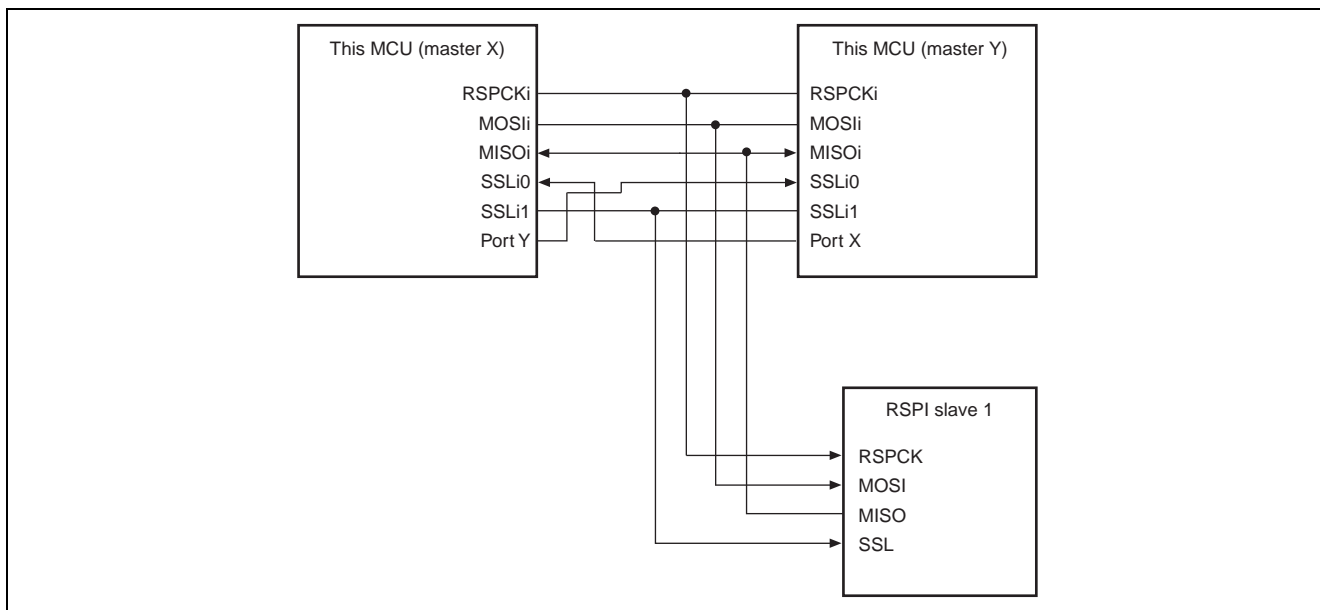 This MCU (master X)
RSPCKi
MOSIi
MISOi
SSLi0
SSLi1
Port Y
This MCU (master Y)
RSPCKi
MOSIi
MISOi
SSLi0
SSLi1
Port X
RSPI slave 1
RSPCK
MOSI
MISO
SSL